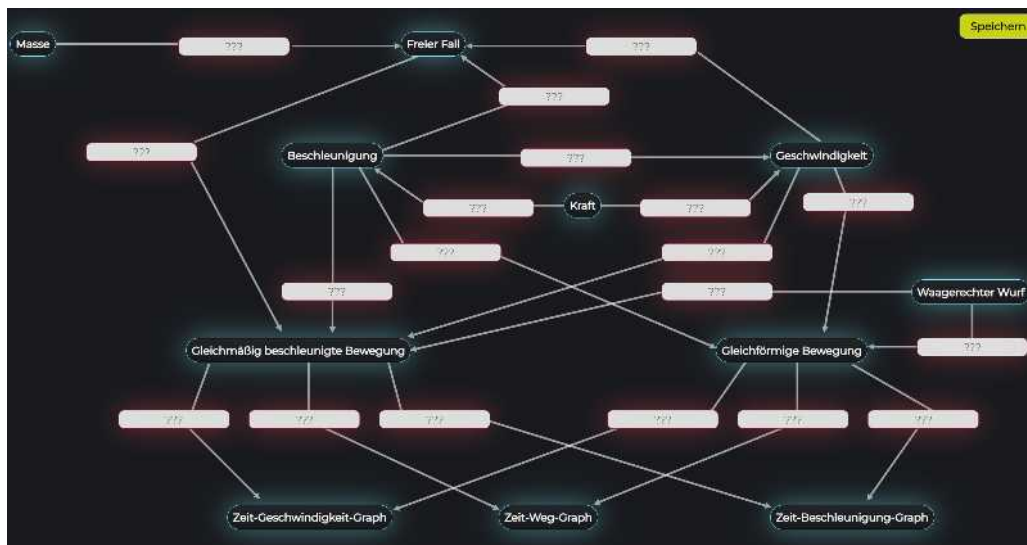 Speichern
Masse
???
Freier Fall
???
???
???
Beschleunigung
???
Geschwindigkeit
???
Kraft
???
???
???
???
???
???
Waagerechter Wurf
Gleichmäßig beschleunigte Bewegung
Gleichförmige Bewegung
???
???
???
???
???
???
???
Zeit-Geschwindigkeit-Graph
Zeit-Weg-Graph
Zeit-Beschleunigung-Graph